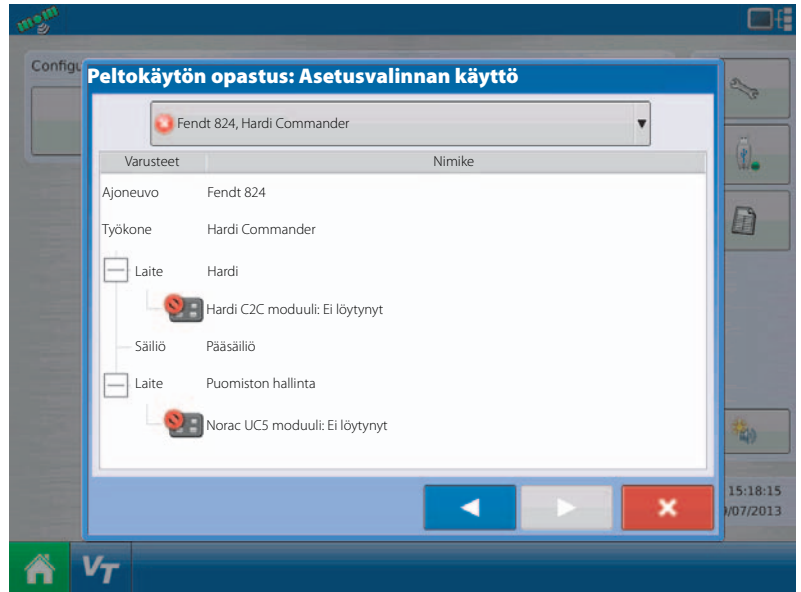 Configu
Peltokäytön opastus: Asetusvalinnan käyttö
Fendt 824, Hardi Commander
Varusteet Nimike
Ajoneuvo Fendt 824
Työkone Hardi Commander
Laite Hardi
Hardi C2C moduuli: Ei löytynyt
Säiliö Pääsäiliö
Laite Puomiston hallinta
Norac UC5 moduuli: Ei löytynyt
15:18:15
/07/2013
VT